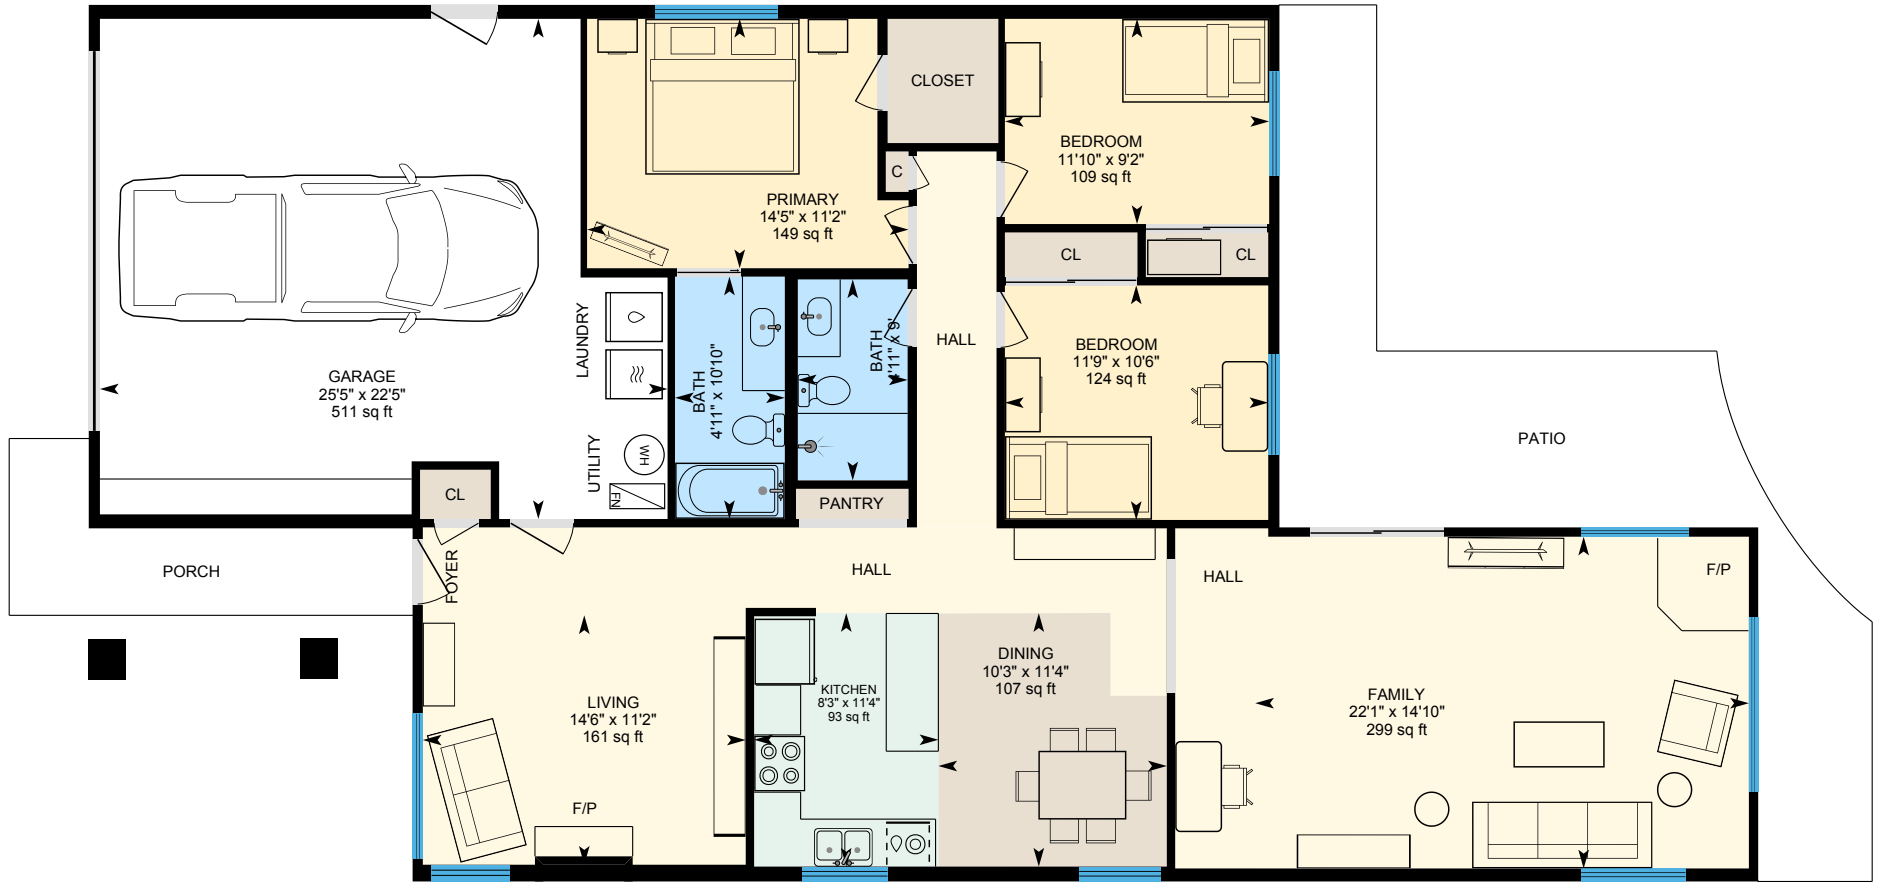 CLOSET
BEDROOM
11'10" x 9'2"
109 sq ft
C
PRIMARY
14'5" x 11'2"
149 sq ft
CL
CL
LAUNDRY
HALL
BATH
4'11" x 9'
BEDROOM
11'9" x 10'6"
124 sq ft
GARAGE
25'5" x 22'5"
511 sq ft
BATH
4'11" x 10'10"
PATIO
UTILITY
WH
FN
CL
PANTRY
PORCH
FOYER
HALL
HALL
F/P
DINING
10'3" x 11'4"
107 sq ft
KITCHEN
8'3" x 11'4"
93 sq ft
LIVING
14'6" x 11'2"
161 sq ft
FAMILY
22'1" x 14'10"
299 sq ft
F/P